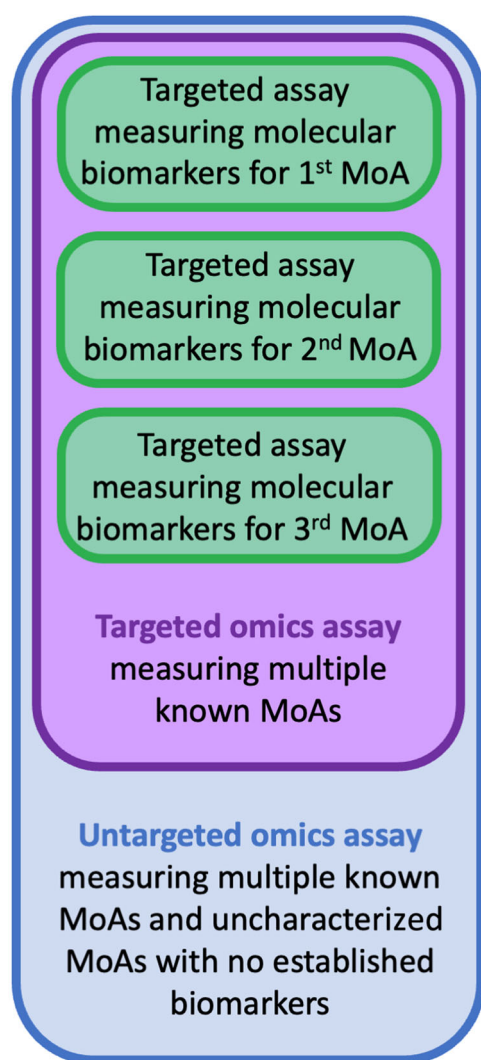 Targeted assay
measuring molecular
biomarkers for 1st MoA
Targeted assay
measuring molecular
biomarkers for 2nd MoA
Targeted assay
measuring molecular
biomarkers for 3rd MoA
Targeted omics assay
measuring multiple
known MoAs
Untargeted omics assay
measuring multiple known
MoAs and uncharacterized
MoAs with no established
biomarkers